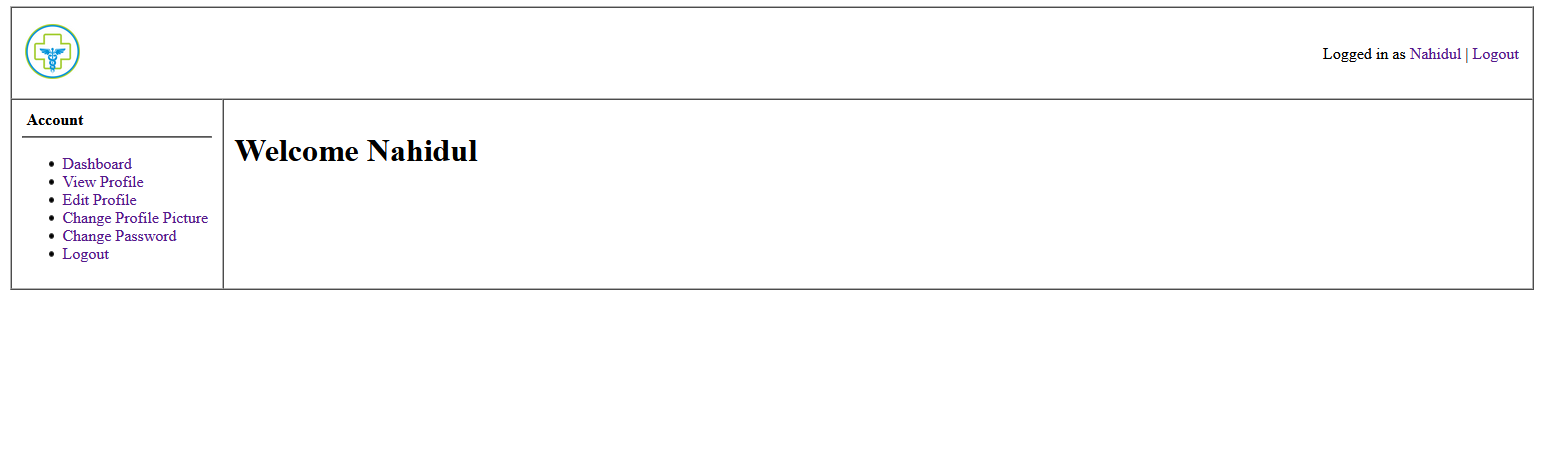 Logged in as Nahidul | Logout
Account
Dashboard
View Profile
Edit Profile
Change Profile Picture
Change Password
Logout
Welcome Nahidul